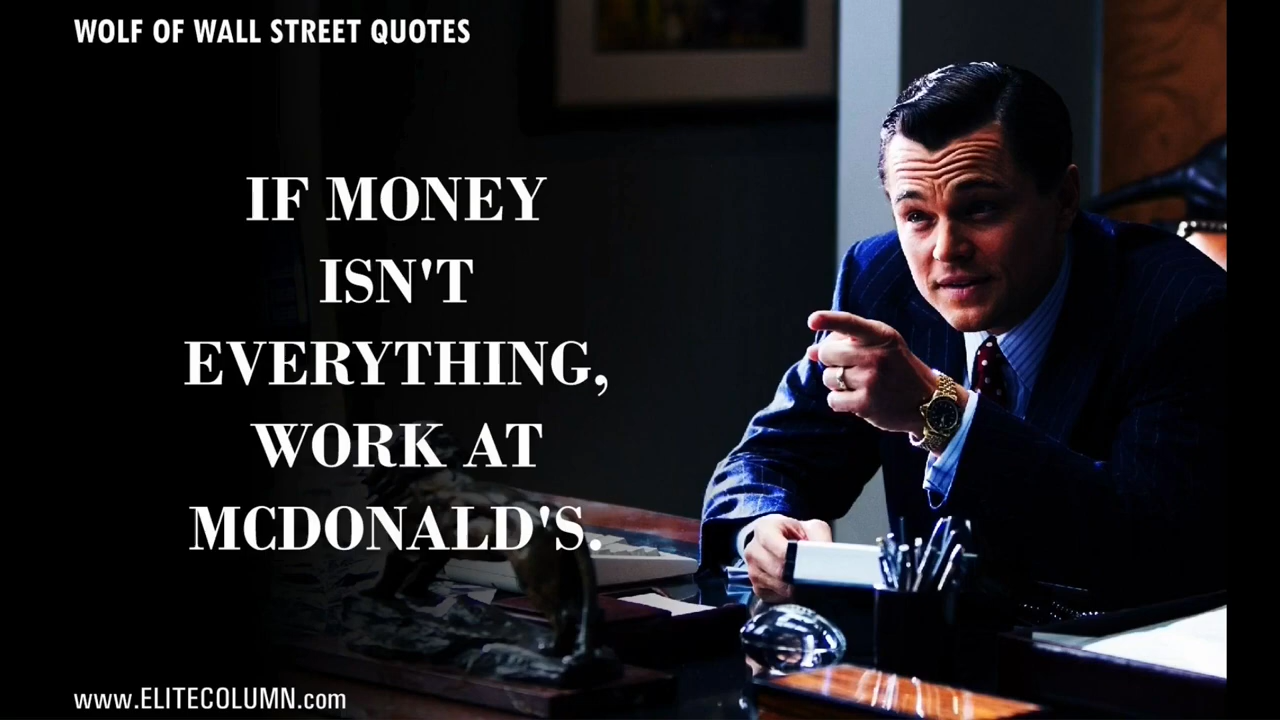 WOLF OF WALL STREET QUOTES
IF MONEY
ISN'T
EVERYTHING,
WORK AT
MCDONALD'S.
www.ELITECOLUMN.com